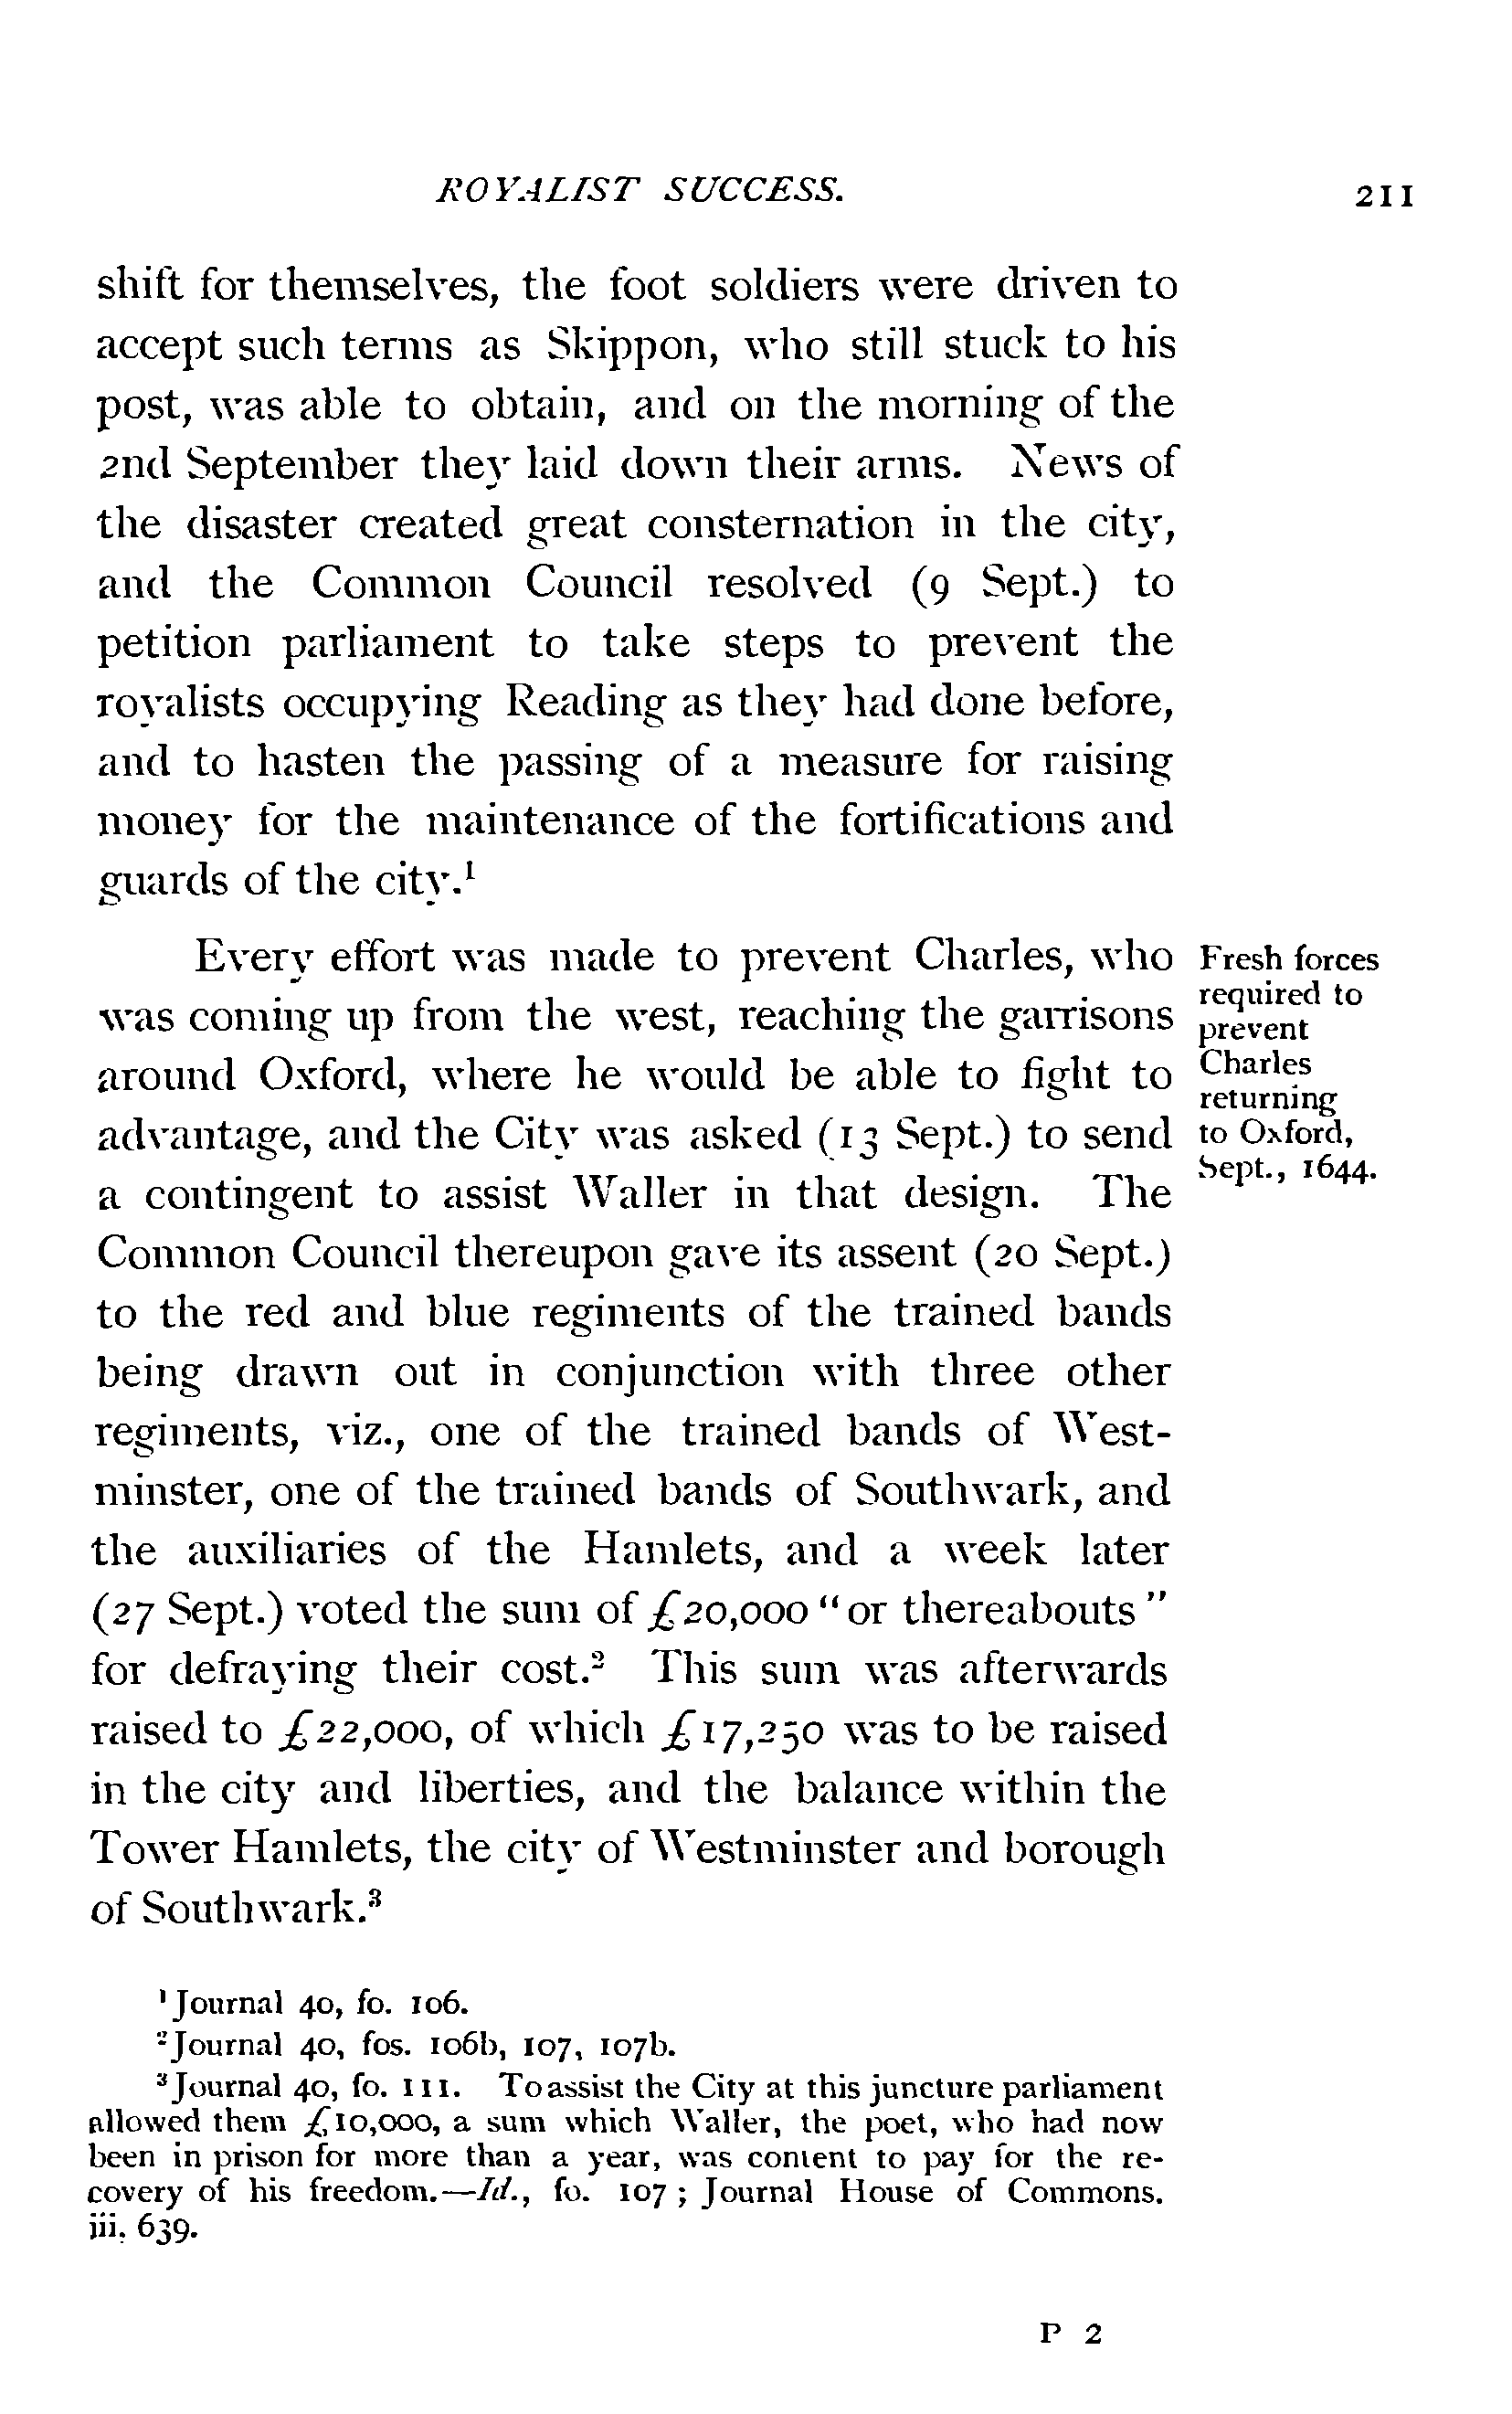 ROYALIST SUCCESS. 211
shift for themselves, the foot soldiers were driven to
accept such terms as Skippon, who still stuck to his
post, was able to obtain, and on the morning of the
2nd September they laid down their arms. News of
the disaster created great consternation in the city,
and the Common Council resolved (9 Sept.) to
petition parliament to take steps to prevent the
royalists occupying Reading as they had done before,
and to hasten the passing of a measure for raising
money for the maintenance of the fortifications and
guards of the city.¹
Every effort was made to prevent Charles, who
was coming up from the west, reaching the garrisons
around Oxford, where he would be able to fight to
advantage, and the City was asked (13 Sept.) to send
a contingent to assist Waller in that design. The
Common Council thereupon gave its assent (20 Sept.)
to the red and blue regiments of the trained bands
being drawn out in conjunction with three other
regiments, viz., one of the trained bands of West-
minster, one of the trained bands of Southwark, and
the auxiliaries of the Hamlets, and a week later
(27 Sept.) voted the sum of £20,000 "or thereabouts"
for defraying their cost.² This sum was afterwards
raised to £22,000, of which £17,250 was to be raised
in the city and liberties, and the balance within the
Tower Hamlets, the city of Westminster and borough
of Southwark.³
Fresh forces
required to
prevent
Charles
returning
to Oxford,
Sept., 1644.
¹ Journal 40, fo. 106.
² Journal 40, fos. 106b, 107, 107b.
³ Journal 40, fo. 111. To assist the City at this juncture parliament
allowed them £10,000, a sum which Waller, the poet, who had now
been in prison for more than a year, was content to pay for the re-
covery of his freedom.—Id., fo. 107; Journal House of Commons.
iii. 639.
P 2